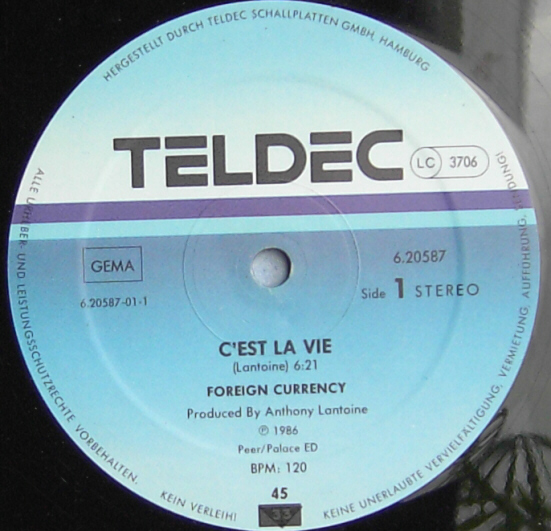 HERGESTELLT DURCH TELDEC SCHALLPLATTEN GMBH, HAMBURG
TELDEC
LC 3706
GEMA
6.20587-01-1
6.20587
Side 1 STEREO
C'EST LA VIE
(Lantoine) 6:21
FOREIGN CURRENCY
Produced By Anthony Lantoine
℗ 1986
Peer/Palace ED
BPM: 120
45
33
ALLE URHEBER- UND LEISTUNGSSCHUTZRECHTE VORBEHALTEN.
KEIN VERLEIH!
KEINE UNERLAUBTE VERVIELFÄLTIGUNG, VERMIETUNG, AUFFÜHRUNG, SENDUNG!